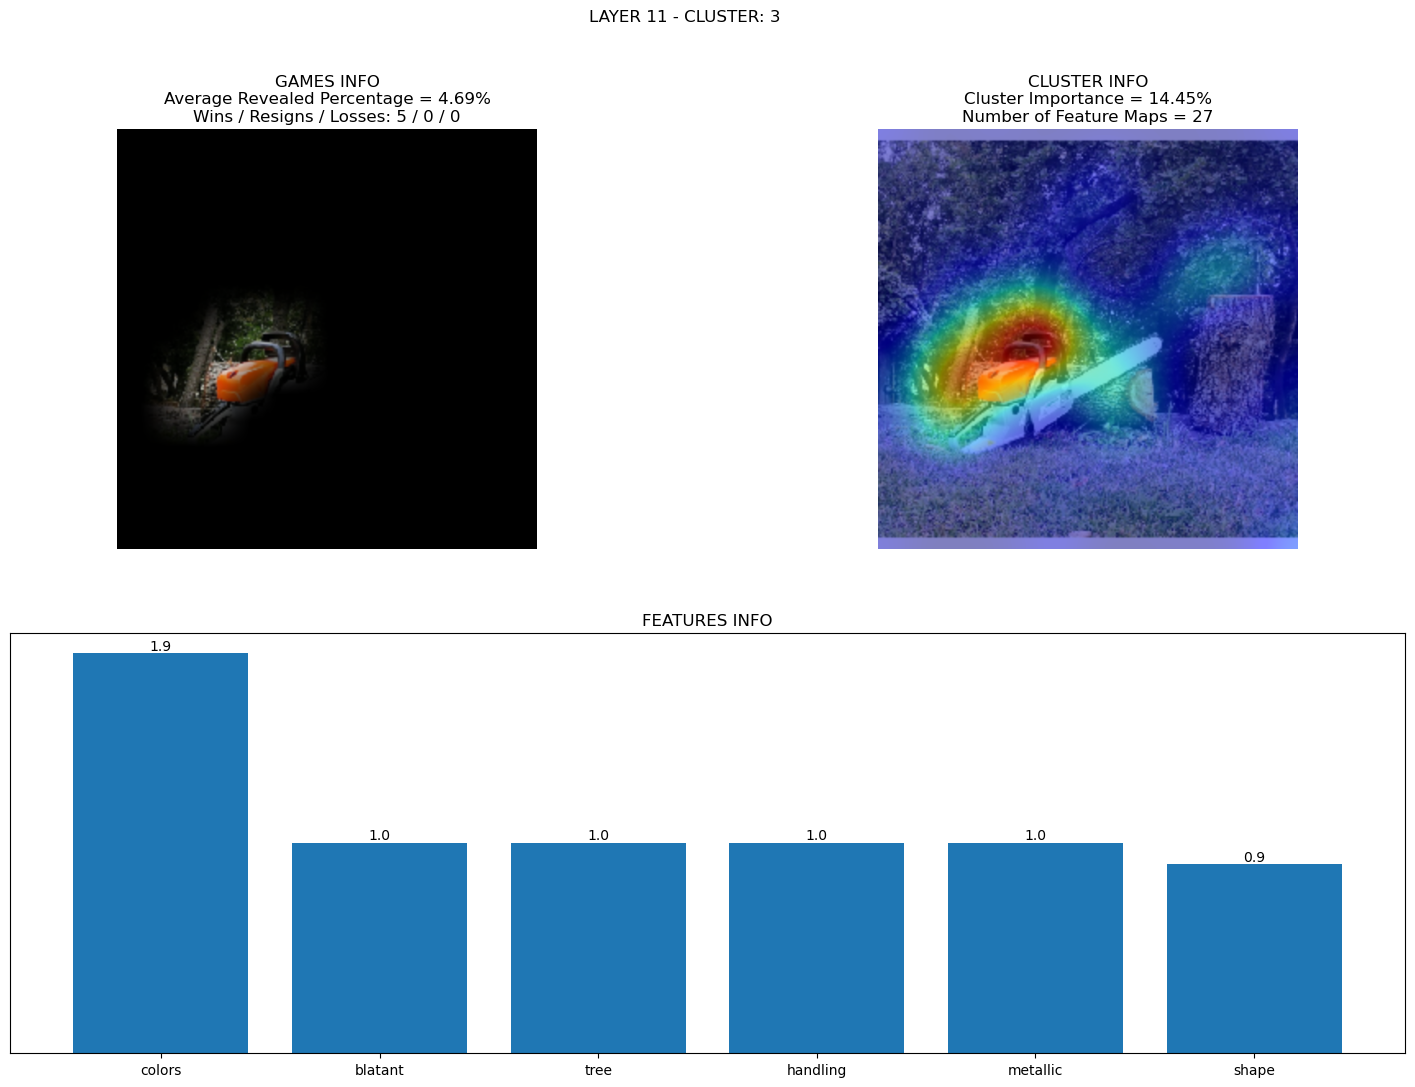 LAYER 11 - CLUSTER: 3
GAMES INFO
Average Revealed Percentage = 4.69%
Wins / Resigns / Losses: 5 / 0 / 0
CLUSTER INFO
Cluster Importance = 14.45%
Number of Feature Maps = 27
FEATURES INFO
1.9
1.0
1.0
1.0
1.0
0.9
colors
blatant
tree
handling
metallic
shape